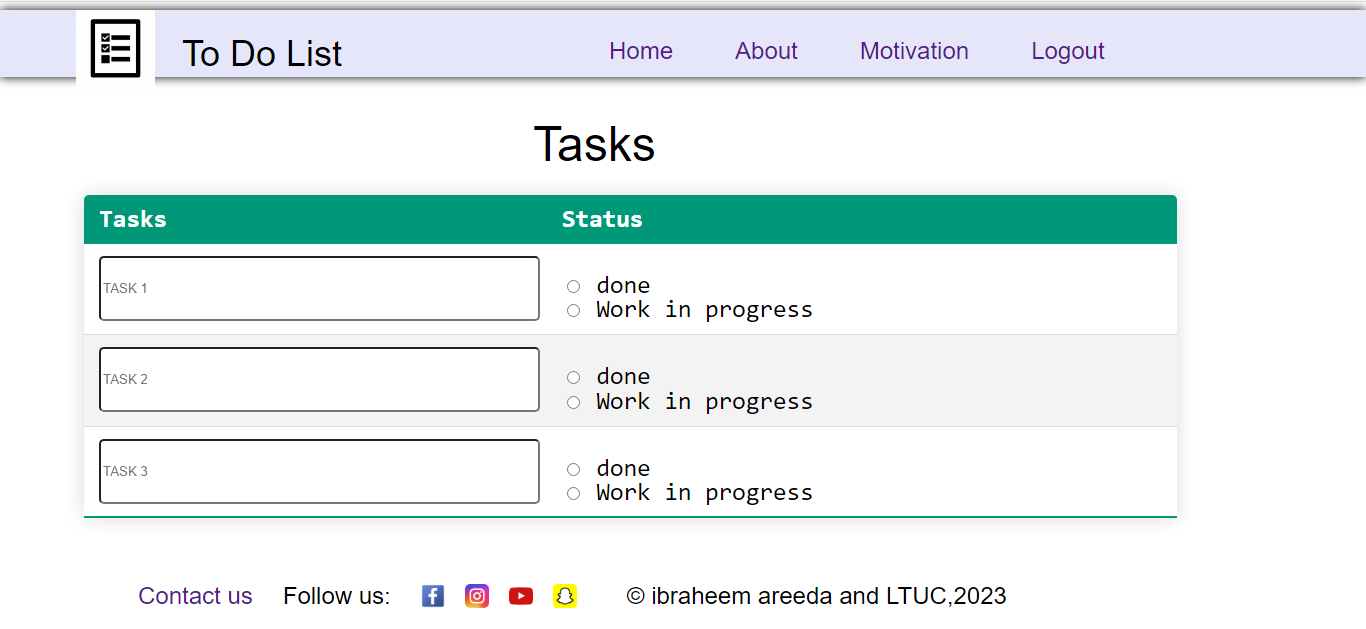 To Do List Home About Motivation Logout
Tasks
Tasks Status
TASK 1
done
Work in progress
TASK 2
done
Work in progress
TASK 3
done
Work in progress
Contact us Follow us: © ibraheem areeda and LTUC,2023